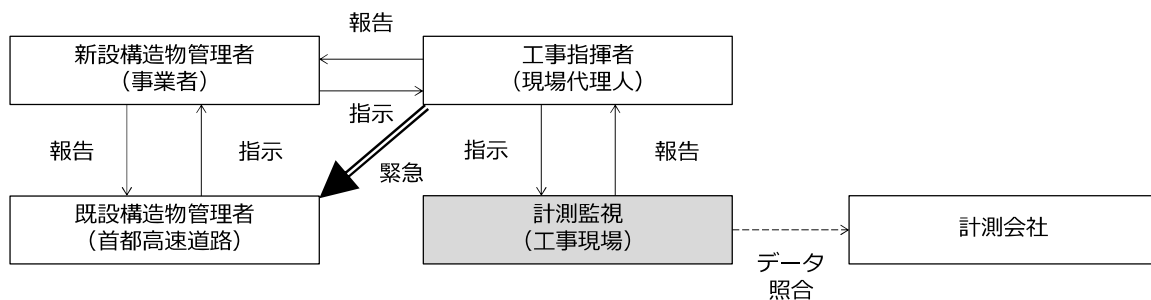 報告
新設構造物管理者
（事業者）
工事指揮者
（現場代理人）
指示
報告
指示
緊急
指示
報告
既設構造物管理者
（首都高速道路）
計測監視
（工事現場）
計測会社
データ
照合